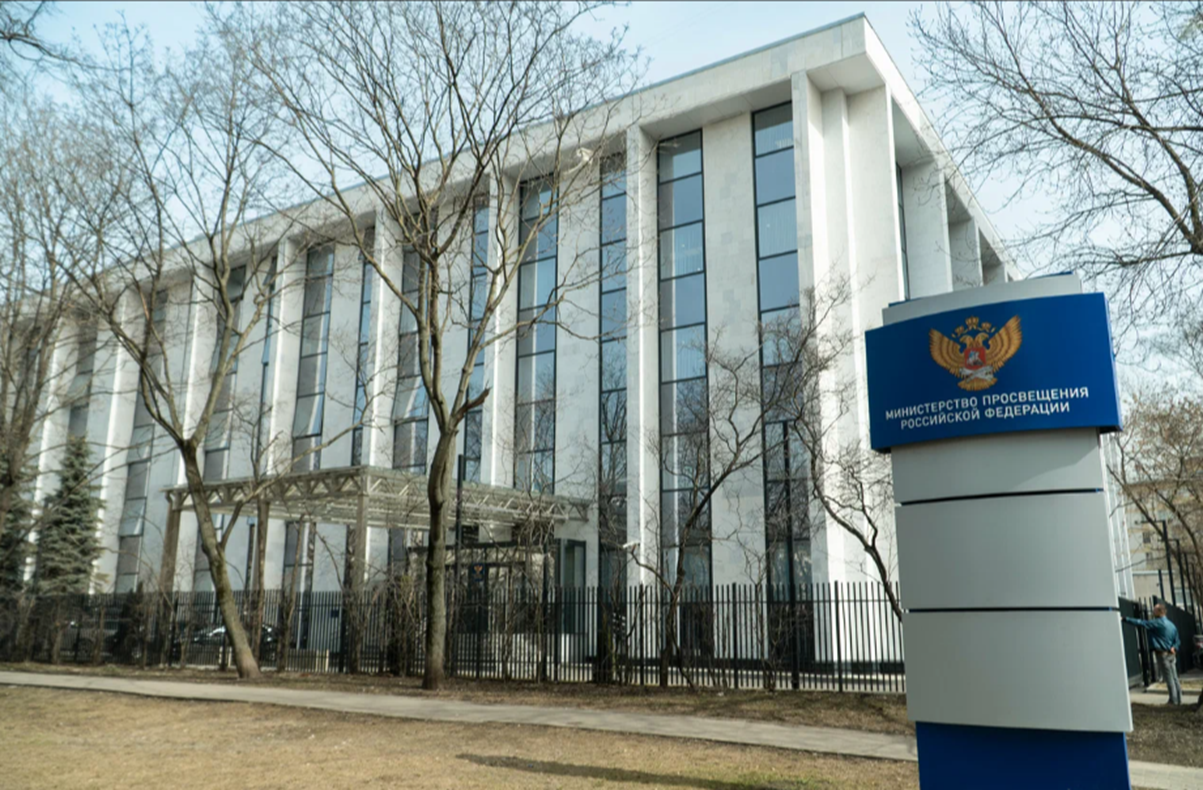 МИНИСТЕРСТВО ПРОСВЕЩЕНИЯ
РОССИЙСКОЙ ФЕДЕРАЦИИ